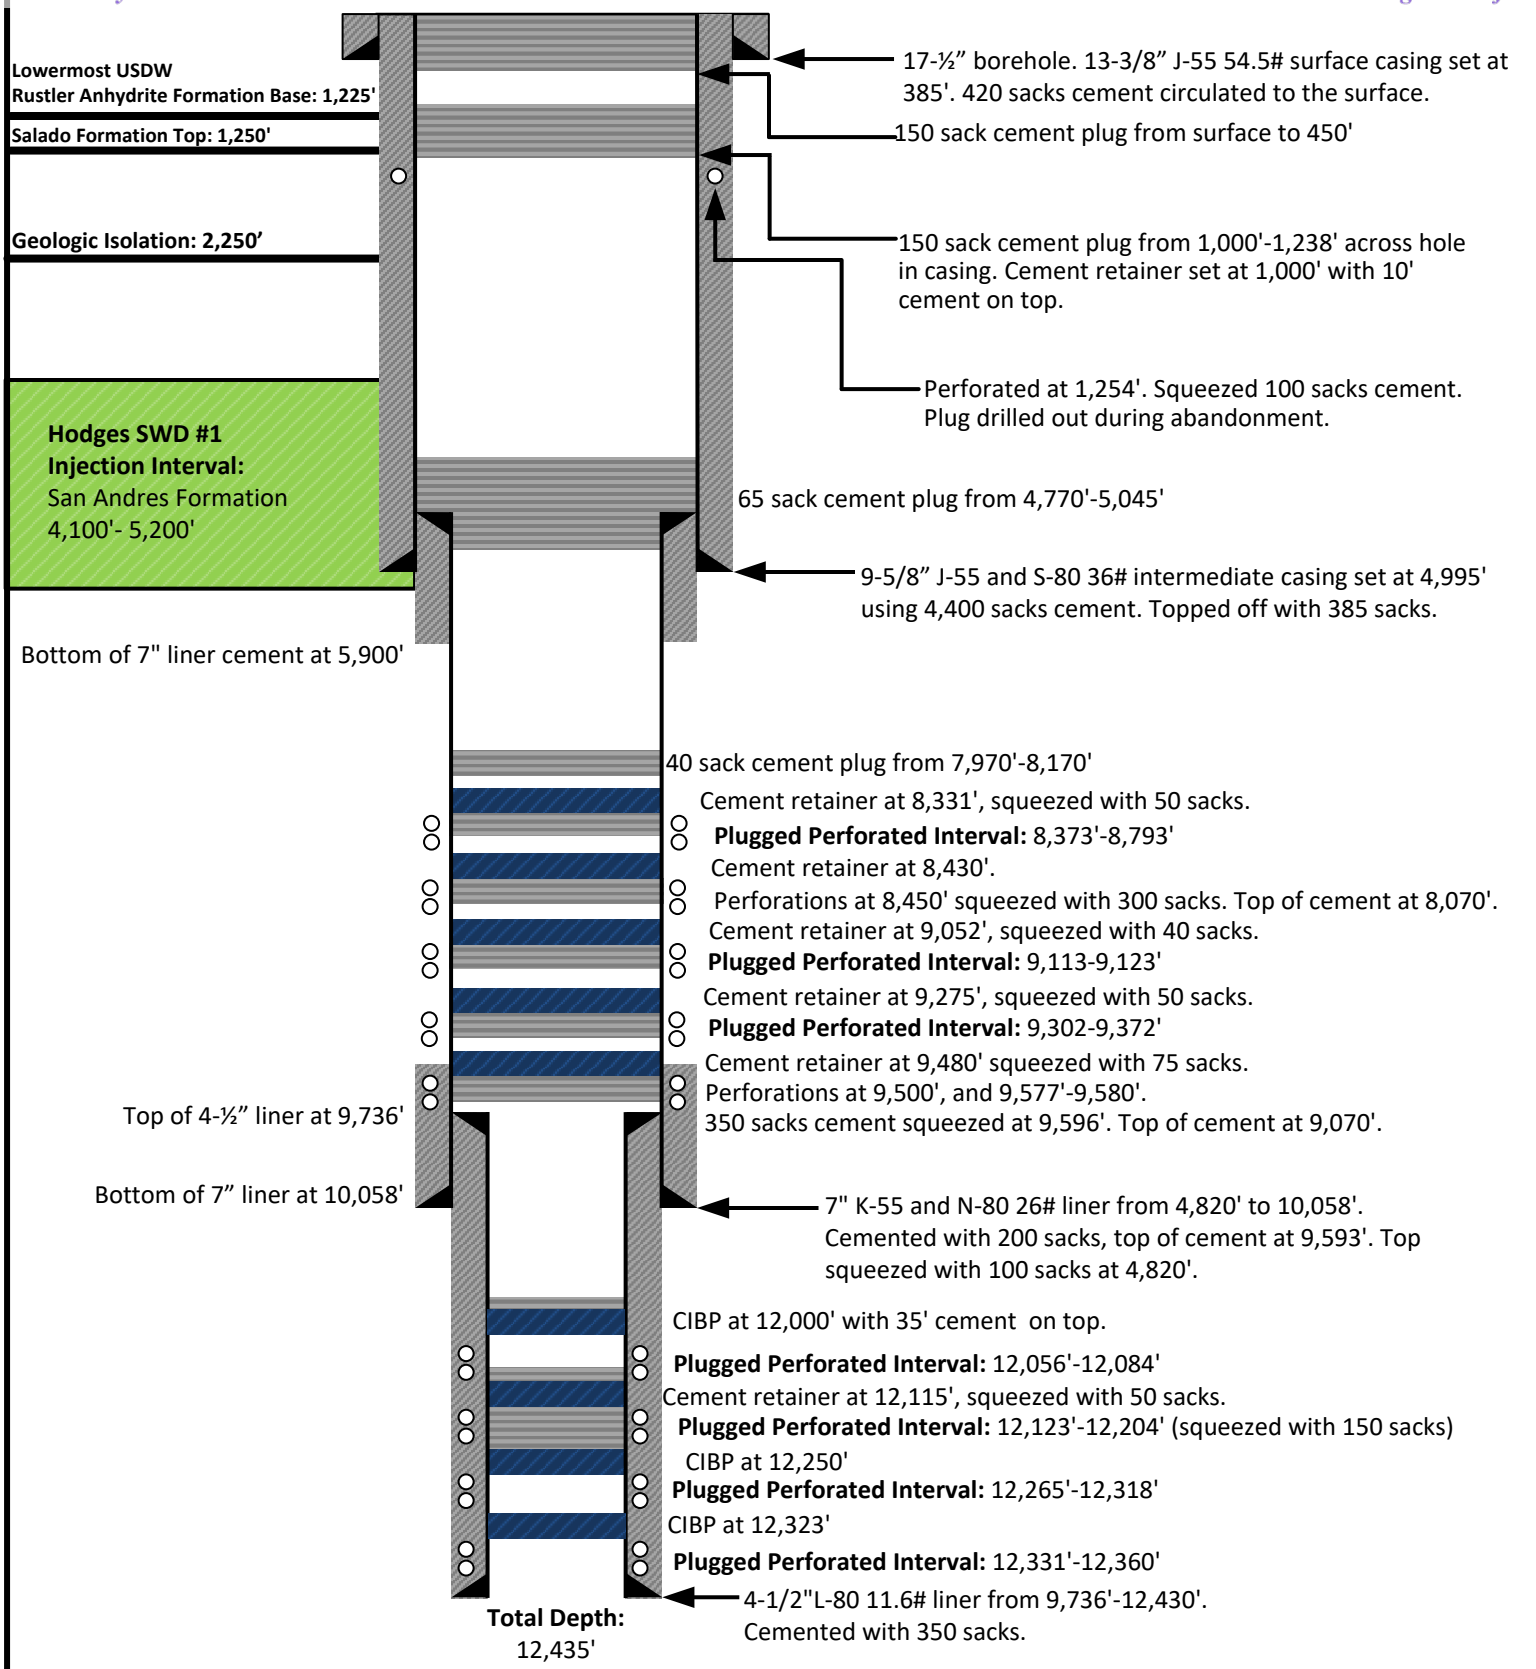 Lowermost USDW
Rustler Anhydrite Formation Base: 1,225'
Salado Formation Top: 1,250'
Geologic Isolation: 2,250’
Hodges SWD #1
Injection Interval:
San Andres Formation
4,100'- 5,200'
17-½” borehole. 13-3/8” J-55 54.5# surface casing set at
385'. 420 sacks cement circulated to the surface.
150 sack cement plug from surface to 450'
150 sack cement plug from 1,000'-1,238' across hole
in casing. Cement retainer set at 1,000' with 10'
cement on top.
Perforated at 1,254'. Squeezed 100 sacks cement.
Plug drilled out during abandonment.
65 sack cement plug from 4,770'-5,045'
9-5/8” J-55 and S-80 36# intermediate casing set at 4,995'
using 4,400 sacks cement. Topped off with 385 sacks.
Bottom of 7" liner cement at 5,900'
40 sack cement plug from 7,970'-8,170'
Cement retainer at 8,331', squeezed with 50 sacks.
Plugged Perforated Interval: 8,373'-8,793'
Cement retainer at 8,430'.
Perforations at 8,450' squeezed with 300 sacks. Top of cement at 8,070'.
Cement retainer at 9,052', squeezed with 40 sacks.
Plugged Perforated Interval: 9,113-9,123'
Cement retainer at 9,275', squeezed with 50 sacks.
Plugged Perforated Interval: 9,302-9,372'
Cement retainer at 9,480' squeezed with 75 sacks.
Perforations at 9,500', and 9,577'-9,580'.
350 sacks cement squeezed at 9,596'. Top of cement at 9,070'.
Top of 4-½” liner at 9,736'
Bottom of 7” liner at 10,058'
7" K-55 and N-80 26# liner from 4,820' to 10,058'.
Cemented with 200 sacks, top of cement at 9,593'. Top
squeezed with 100 sacks at 4,820'.
CIBP at 12,000' with 35' cement  on top.
Plugged Perforated Interval: 12,056'-12,084'
Cement retainer at 12,115', squeezed with 50 sacks.
Plugged Perforated Interval: 12,123'-12,204' (squeezed with 150 sacks)
CIBP at 12,250'
Plugged Perforated Interval: 12,265'-12,318'
CIBP at 12,323'
Plugged Perforated Interval: 12,331'-12,360'
4-1/2"L-80 11.6# liner from 9,736'-12,430'.
Cemented with 350 sacks.
Total Depth:
12,435'